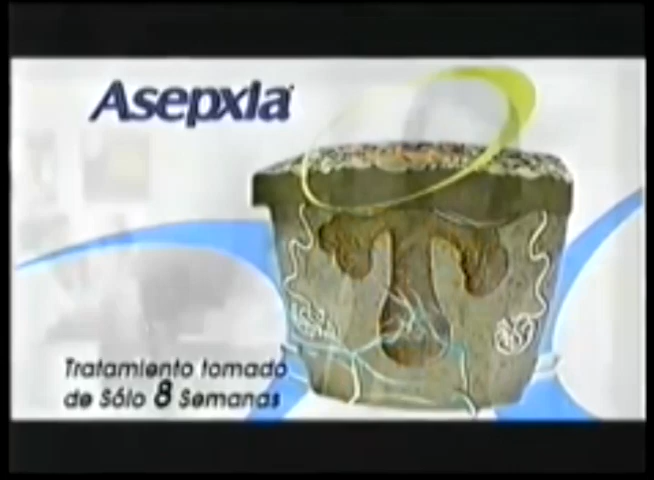 Asepxia
Tratamiento tomado
de Sólo 8 Semanas